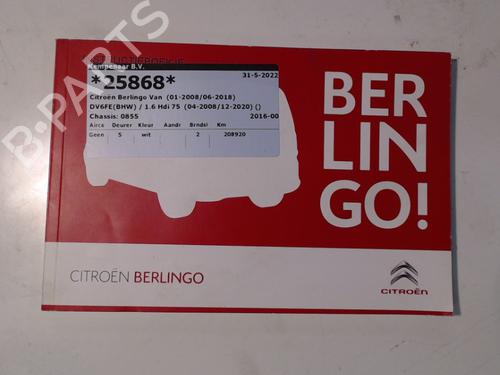 Kempenaar B.V.
*25868*
31-5-2022
Citroën Berlingo Van (01-2008/06-2018)
DV6FE(BHW) / 1.6 Hdi 75 (04-2008/12-2020) ()
Chassis: 0855
2016-00
Airco Deuren Kleur Aandr Brndst Km
Geen 5 wit 2 208920
BER
LIN
GO!
CITROËN BERLINGO
CITROËN
B-PARTS